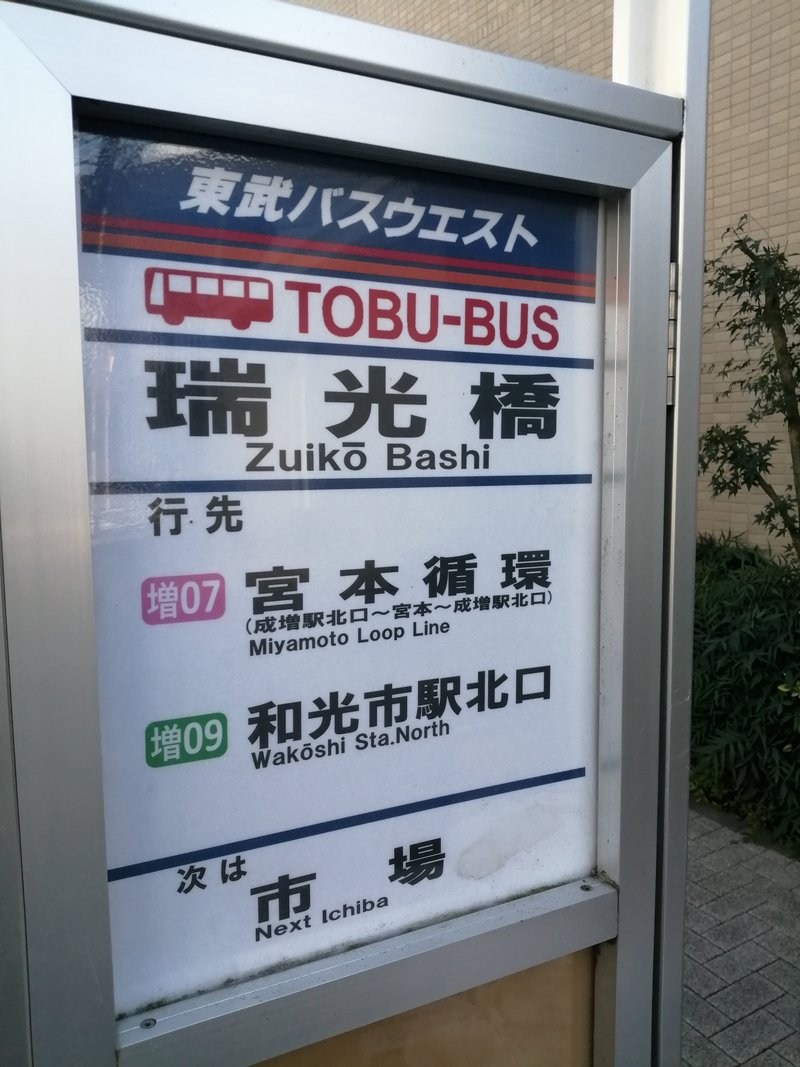 東武バスウエスト
TOBU-BUS
瑞光橋
Zuikō Bashi
行先
増07 宮本循環
(成増駅北口～宮本～成増駅北口)
Miyamoto Loop Line
増09 和光市駅北口
Wakōshi Sta.North
次は 市場
Next Ichiba